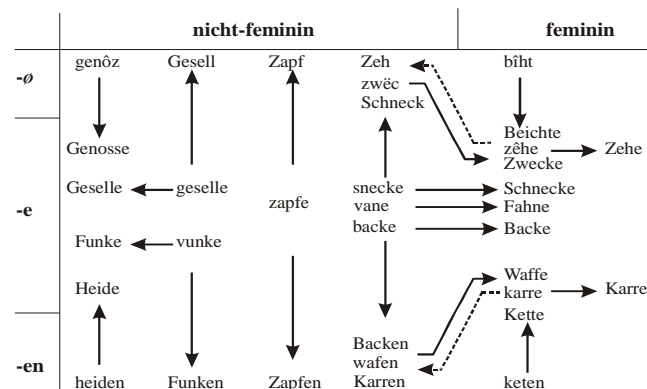 nicht-feminin feminin
-ø genôz Gesell Zapf Zeh bîht
zwëc
Schneck
Beichte
Genosse zêhe Zehe
Zwecke
-e Geselle geselle zapfe snecke Schnecke
vane Fahne
Funke vunke backe Backe
Waffe
Heide karre Karre
Kette
-en Backen
wafen
Karren
heiden Funken Zapfen keten